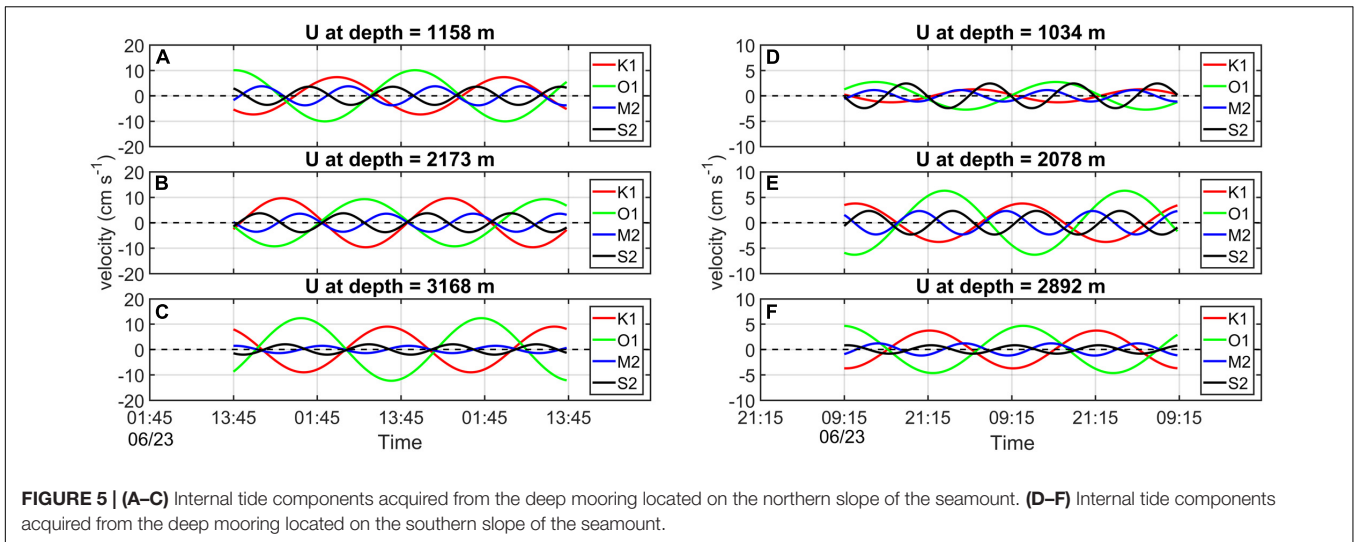 U at depth = 1158 m
20
10
0
-10
-20
A
K1
O1
M2
S2
U at depth = 2173 m
20
10
0
-10
-20
B
K1
O1
M2
S2
velocity (cm s⁻¹)
U at depth = 3168 m
20
10
0
-10
-20
C
K1
O1
M2
S2
01:45 13:45 01:45 13:45 01:45 13:45
06/23
Time
U at depth = 1034 m
10
5
0
-5
-10
D
K1
O1
M2
S2
U at depth = 2078 m
10
5
0
-5
-10
E
K1
O1
M2
S2
velocity (cm s⁻¹)
U at depth = 2892 m
10
5
0
-5
-10
F
K1
O1
M2
S2
21:15 09:15 21:15 09:15 21:15 09:15
06/23
Time
FIGURE 5 | (A–C) Internal tide components acquired from the deep mooring located on the northern slope of the seamount. (D–F) Internal tide components
acquired from the deep mooring located on the southern slope of the seamount.